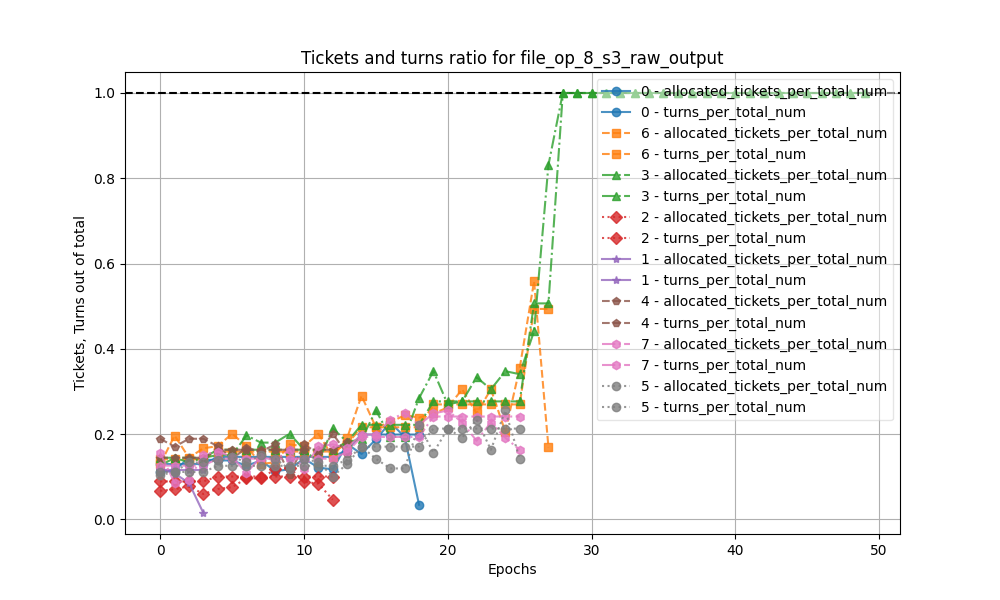 Tickets and turns ratio for file_op_8_s3_raw_output
Tickets, Turns out of total
1.0
0.8
0.6
0.4
0.2
0.0
0 - allocated_tickets_per_total_num
0 - turns_per_total_num
6 - allocated_tickets_per_total_num
6 - turns_per_total_num
3 - allocated_tickets_per_total_num
3 - turns_per_total_num
2 - allocated_tickets_per_total_num
2 - turns_per_total_num
1 - allocated_tickets_per_total_num
1 - turns_per_total_num
4 - allocated_tickets_per_total_num
4 - turns_per_total_num
7 - allocated_tickets_per_total_num
7 - turns_per_total_num
5 - allocated_tickets_per_total_num
5 - turns_per_total_num
0 10 20 30 40 50
Epochs